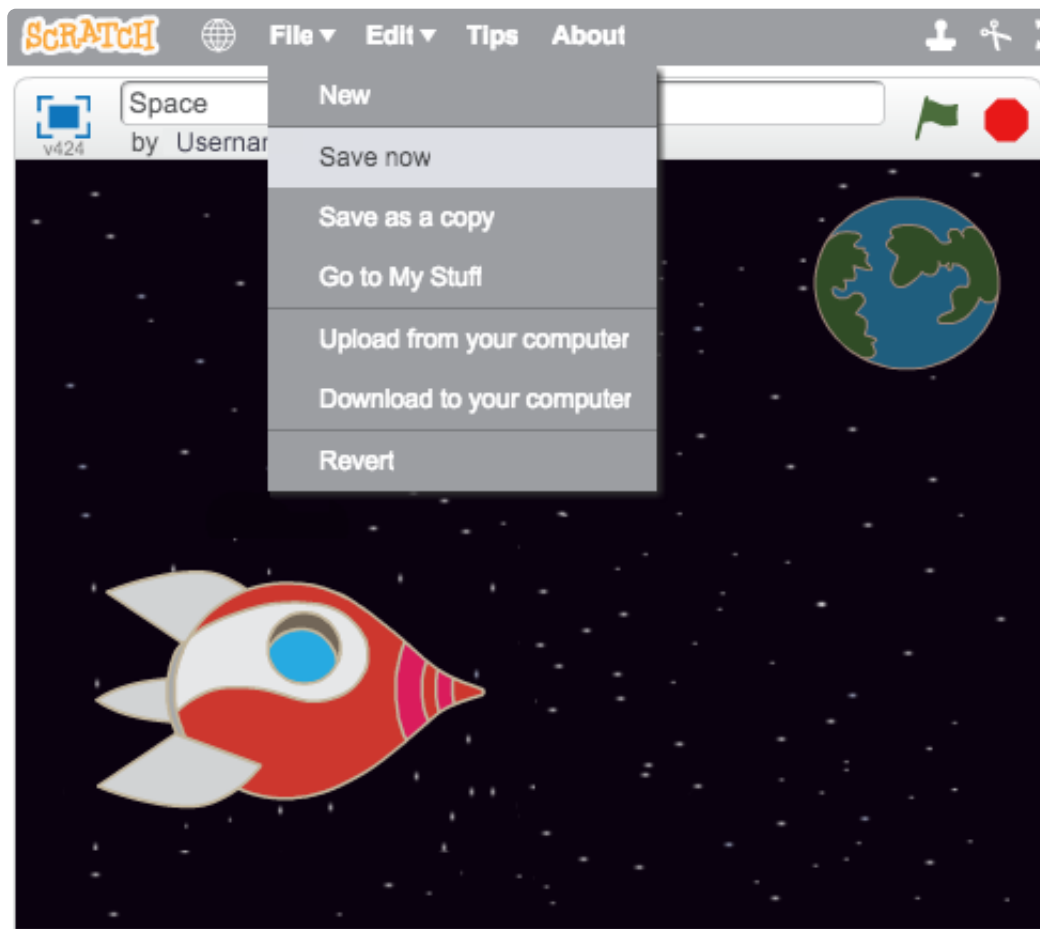 SCRATCH File Edit Tips About
Space
by
v424
New
Save now
Save as a copy
Go to My Stuff
Upload from your computer
Download to your computer
Revert